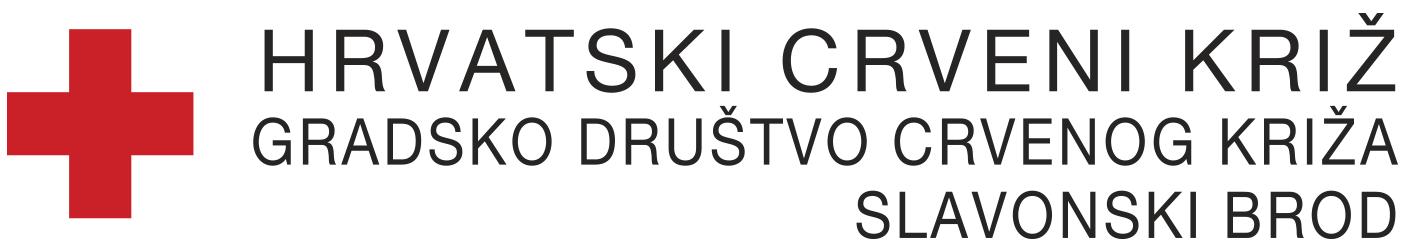 HRVATSKI CRVENI KRIŽ
GRADSKO DRUŠTVO CRVENOG KRIŽA
SLAVONSKI BROD